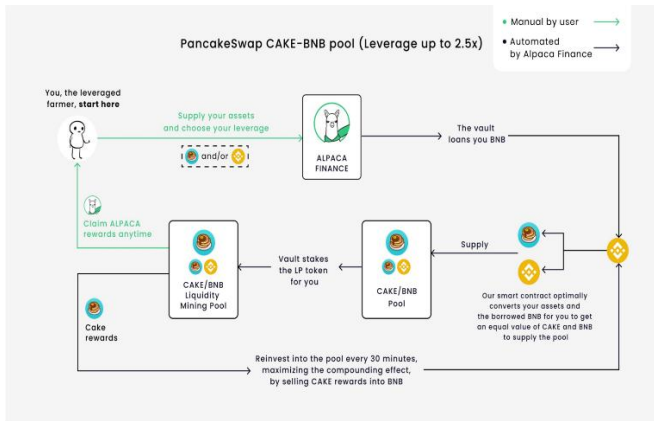 PancakeSwap CAKE-BNB pool (Leverage up to 2.5x)
Manual by user
Automated
by Alpaca Finance
You, the leveraged
farmer, start here
Supply your assets
and choose your leverage
and/or
ALPACA
FINANCE
The vault
loans you BNB
Claim ALPACA
rewards anytime
CAKE/BNB
Liquidity
Mining Pool
Vault stakes
the LP token
for you
CAKE/BNB
Pool
Supply
Our smart contract optimally
converts your assets and
the borrowed BNB for you to get
an equal value of CAKE and BNB
to supply the pool
Cake
rewards
Reinvest into the pool every 30 minutes,
maximizing the compounding effect,
by selling CAKE rewards into BNB